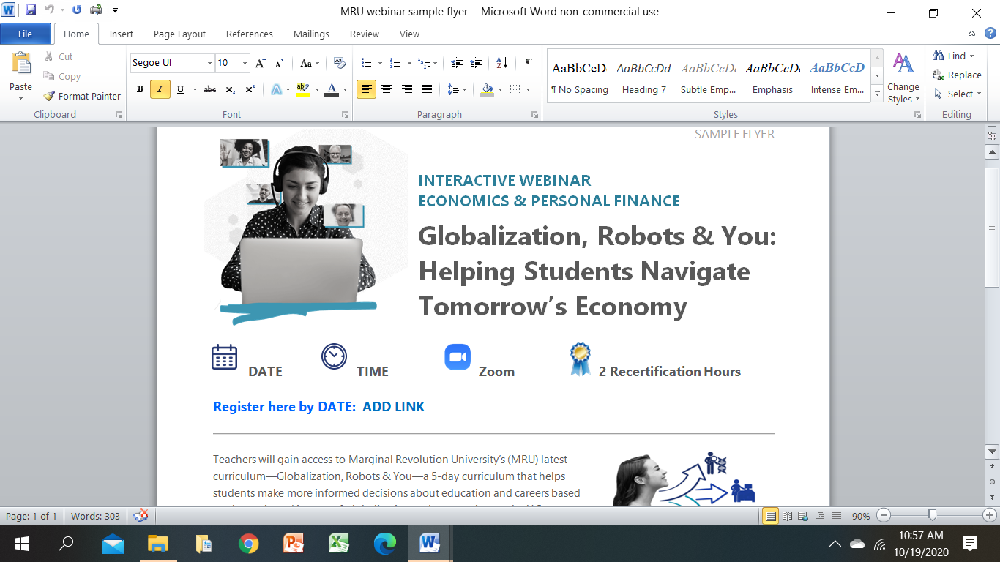 MRU webinar sample flyer - Microsoft Word non-commercial use
File Home Insert Page Layout References Mailings Review View
Paste
Cut
Copy
Format Painter
Clipboard
Segoe UI 10
Aa
B I U abc x₂ x² A ab A
Font
Paragraph
AaBbCcD AaBbCcDd AaBbCcD AaBbCcD AaBbCcD
¶ No Spacing Heading 7 Subtle Emp... Emphasis Intense Em...
Styles
Change
Styles
Find
Replace
Select
Editing
SAMPLE FLYER
INTERACTIVE WEBINAR
ECONOMICS & PERSONAL FINANCE
Globalization, Robots & You:
Helping Students Navigate
Tomorrow’s Economy
DATE TIME Zoom 2 Recertification Hours
Register here by DATE: ADD LINK
Teachers will gain access to Marginal Revolution University’s (MRU) latest
curriculum—Globalization, Robots & You—a 5-day curriculum that helps
students make more informed decisions about education and careers based
Page: 1 of 1 Words: 303 90%
10:57 AM
10/19/2020